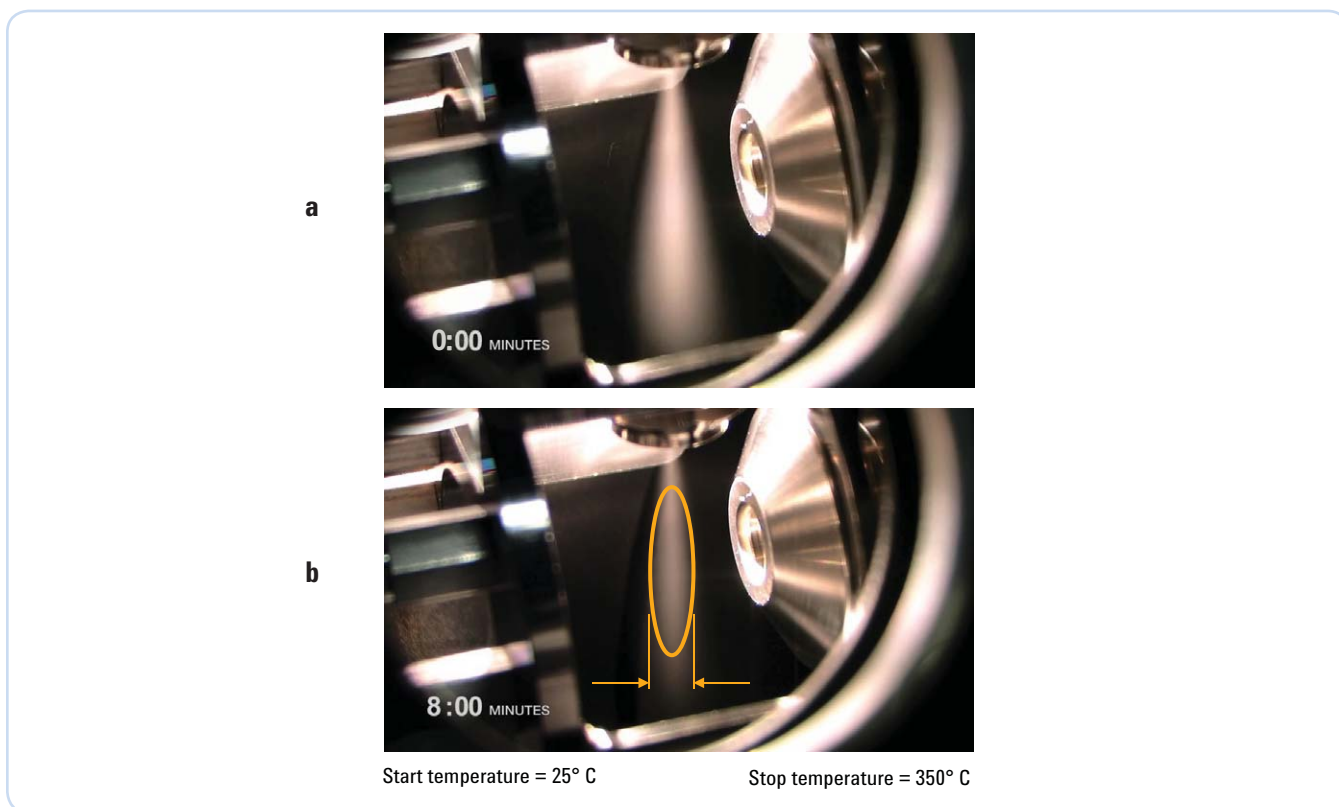 a
0:00 MINUTES
b
8:00 MINUTES
Start temperature = 25° C
Stop temperature = 350° C